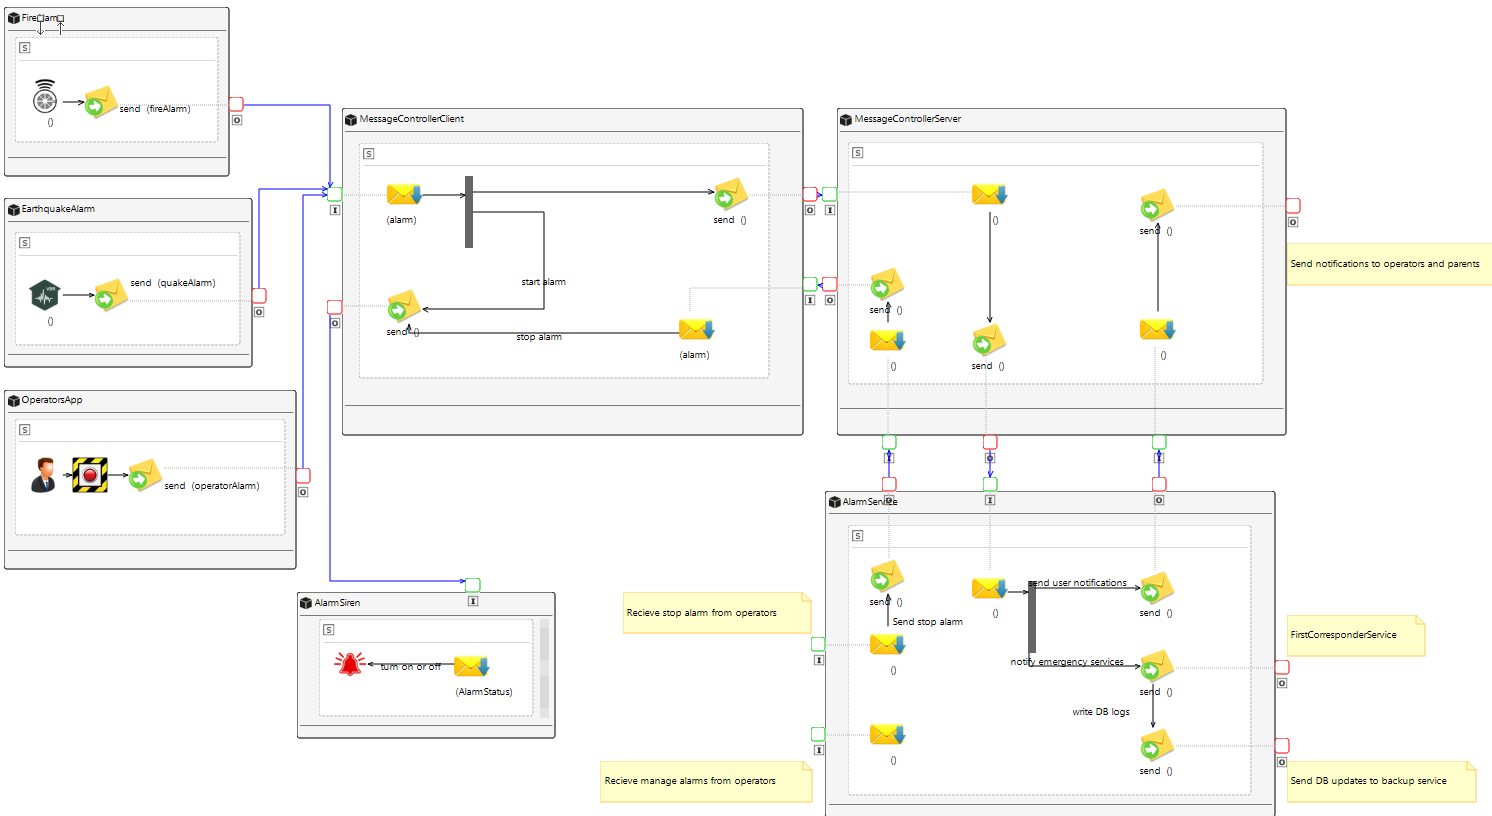 FireAlarm
S
send (fireAlarm)
()
O
EarthquakeAlarm
S
send (quakeAlarm)
()
O
OperatorsApp
S
send (operatorAlarm)
O
MessageControllerClient
S
I
(alarm)
send ()
O
start alarm
I
send ()
O
stop alarm
(alarm)
MessageControllerServer
S
I
()
send ()
O
Send notifications to operators and parents
O
send ()
()
send ()
()
I
O
I
AlarmSiren
I
S
turn on or off
(AlarmStatus)
AlarmService
O
I
O
S
send ()
Send stop alarm
()
I
Recieve stop alarm from operators
()
send user notifications
send ()
notify emergency services
send ()
O
FirstCorresponderService
write DB logs
()
I
send ()
O
Recieve manage alarms from operators
Send DB updates to backup service